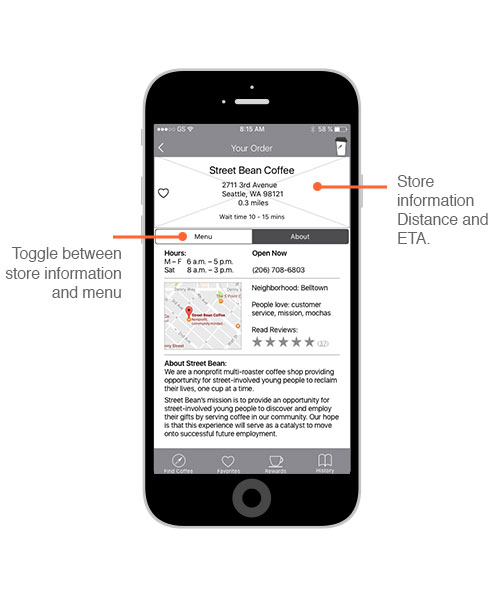 GS
8:15 AM
58 %
Your Order
Street Bean Coffee
2711 3rd Avenue
Seattle, WA 98121
0.3 miles
Wait time 10 - 15 mins
Store
information
Distance and
ETA.
Menu
About
Toggle between
store information
and menu
Hours:
M – F 6 a.m. – 5 p.m.
Sat 8 a.m. – 3 p.m.
Open Now
(206) 708-6803
Street Bean Coffee
Nonprofit,
community-minded
Neighborhood: Belltown
People love: customer
service, mission, mochas
Read Reviews:
(12)
About Street Bean:
We are a nonprofit multi-roaster coffee shop providing
opportunity for street-involved young people to reclaim
their lives, one cup at a time.
Street Bean's mission is to provide an opportunity for
street-involved young people to discover and employ
their gifts by serving coffee in our community. Our hope
is that this experience will serve as a catalyst to move
onto successful future employment.
Find Coffee
Favorites
Rewards
History